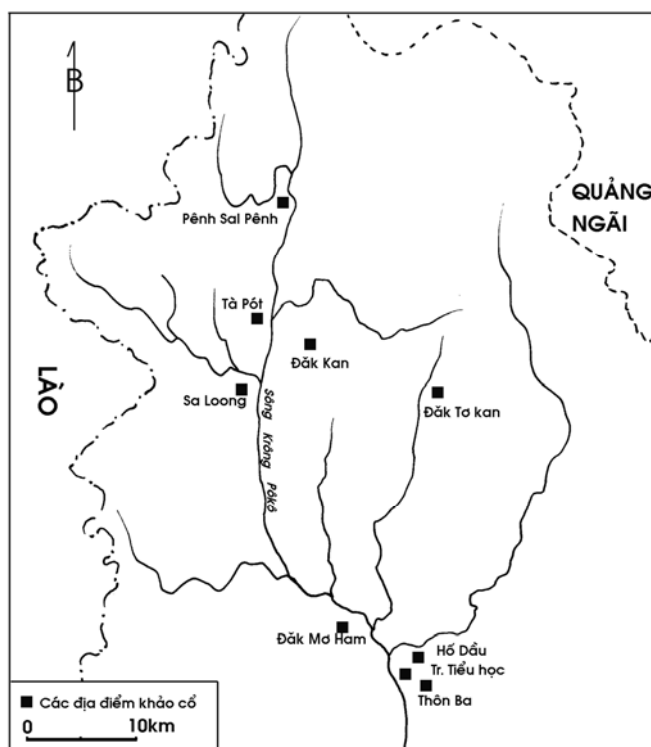 B
QUẢNG
NGÃI
Pênh Sal Pênh
Tà Pót
Đăk Kan
LÀO
Sa Loong
Đăk Tơ kan
Sông Krông Pôkô
Đăk Mơ Ham
Hố Dầu
Tr. Tiểu học
Thôn Ba
Các địa điểm khảo cổ
0 10km